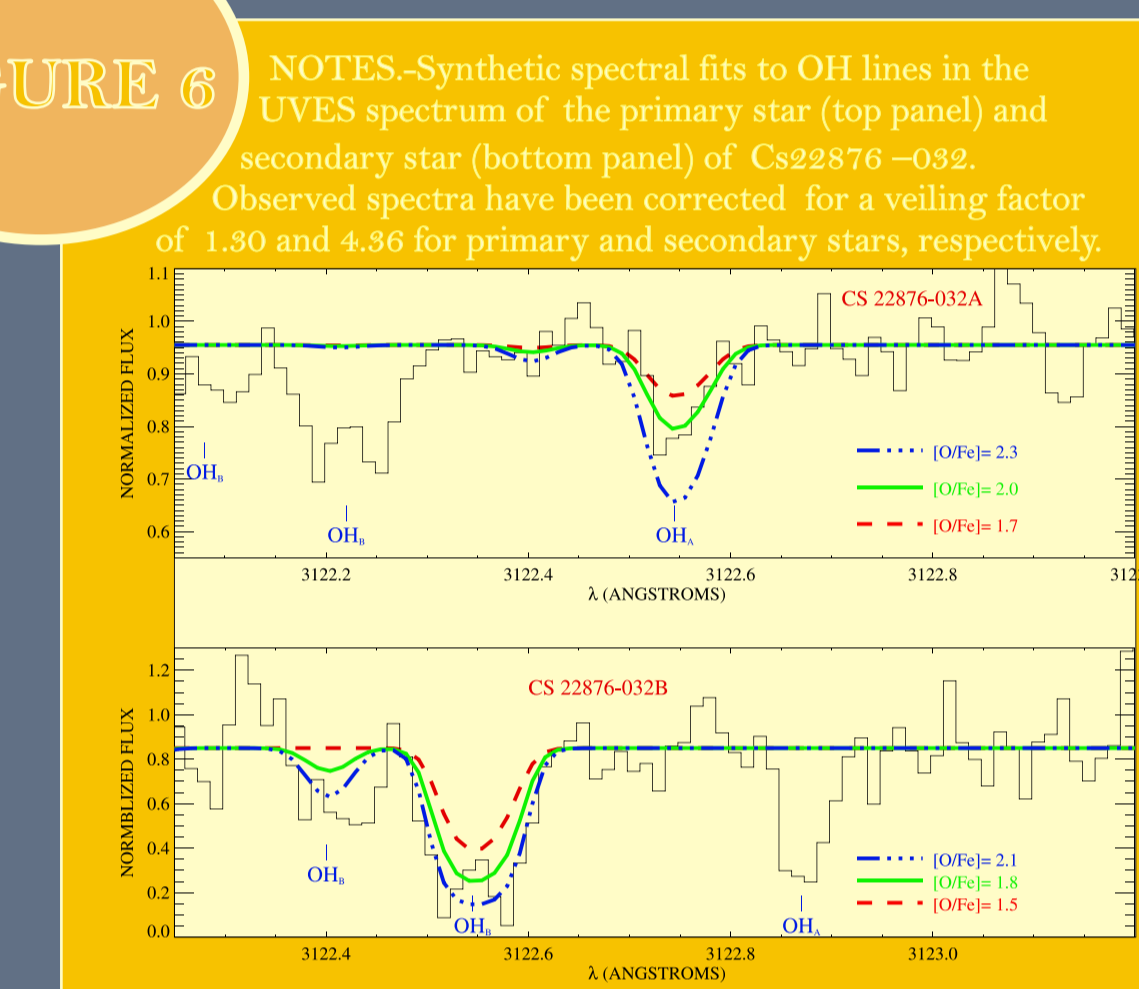 GURE 6
NOTES.-Synthetic spectral fits to OH lines in the
UVES spectrum of the primary star (top panel) and
secondary star (bottom panel) of Cs22876 –032.
Observed spectra have been corrected for a veiling factor
of 1.30 and 4.36 for primary and secondary stars, respectively.
CS 22876-032A
NORMALIZED FLUX
1.1
1.0
0.9
0.8
0.7
0.6
OHB
OHB
OHA
[O/Fe]= 2.3
[O/Fe]= 2.0
[O/Fe]= 1.7
3122.2 3122.4 3122.6 3122.8 312
λ (ANGSTROMS)
CS 22876-032B
NORMBLIZED FLUX
1.2
1.0
0.8
0.6
0.4
0.2
0.0
OHB
OHB
OHA
[O/Fe]= 2.1
[O/Fe]= 1.8
[O/Fe]= 1.5
3122.4 3122.6 3122.8 3123.0
λ (ANGSTROMS)